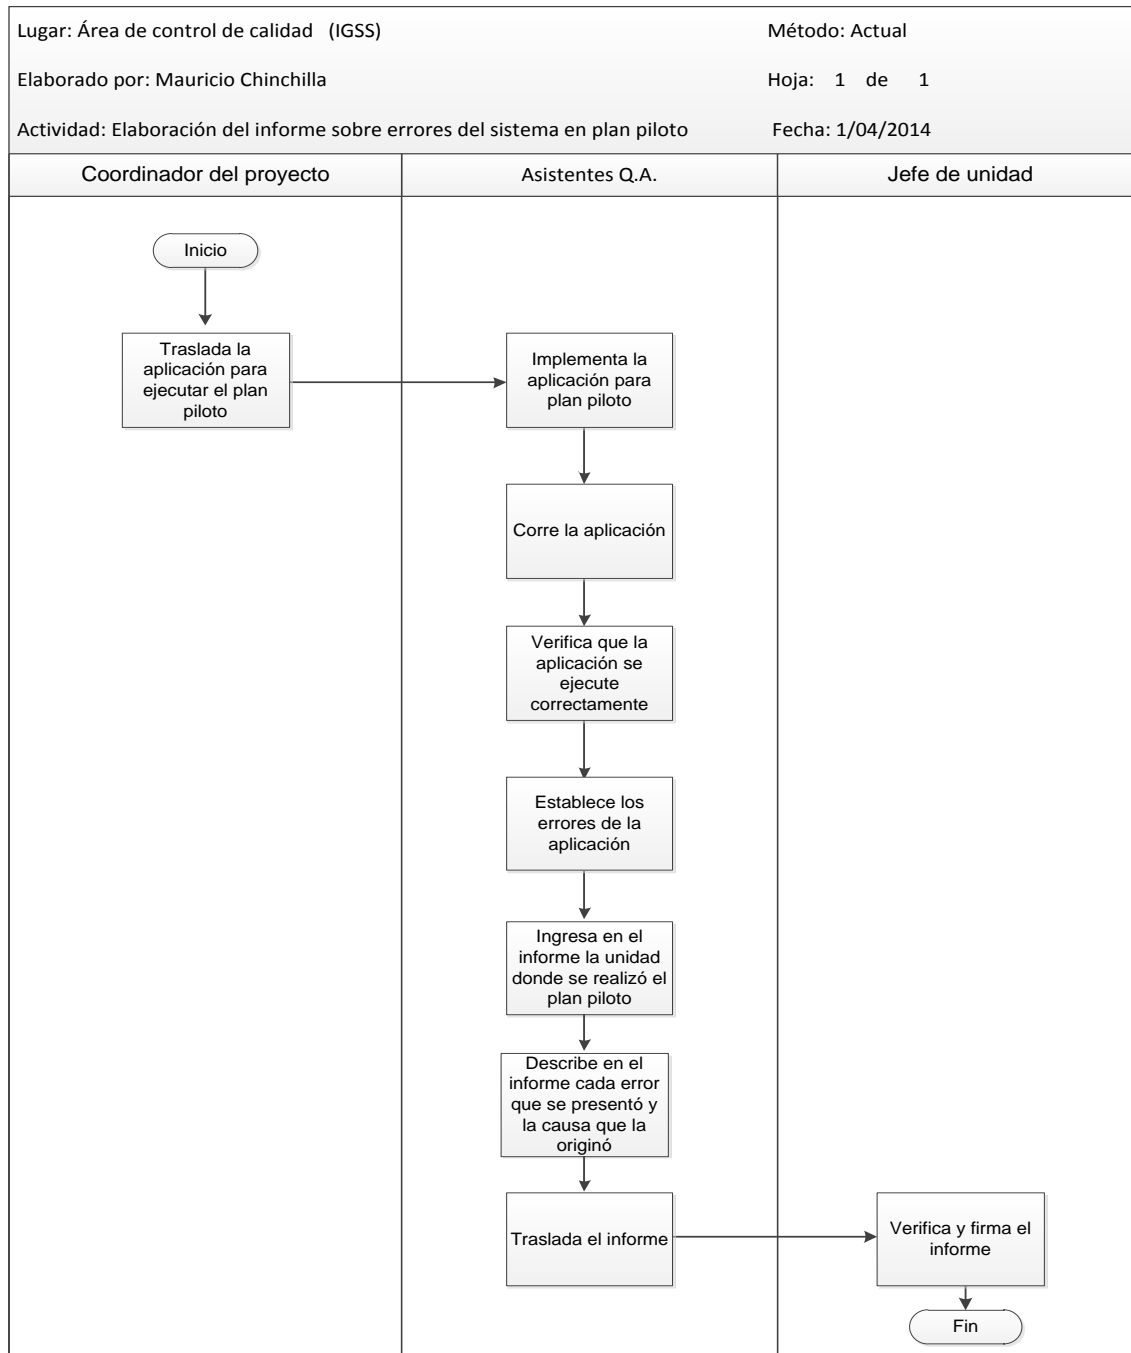 Lugar: Área de control de calidad (IGSS)
Método: Actual
Elaborado por: Mauricio Chinchilla
Hoja: 1 de 1
Actividad: Elaboración del informe sobre errores del sistema en plan piloto
Fecha: 1/04/2014
Coordinador del proyecto
Asistentes Q.A.
Jefe de unidad
Inicio
Traslada la
aplicación para
ejecutar el plan
piloto
Implementa la
aplicación para
plan piloto
Corre la aplicación
Verifica que la
aplicación se
ejecute
correctamente
Establece los
errores de la
aplicación
Ingresa en el
informe la unidad
donde se realizó el
plan piloto
Describe en el
informe cada error
que se presentó y
la causa que la
originó
Traslada el informe
Verifica y firma el
informe
Fin